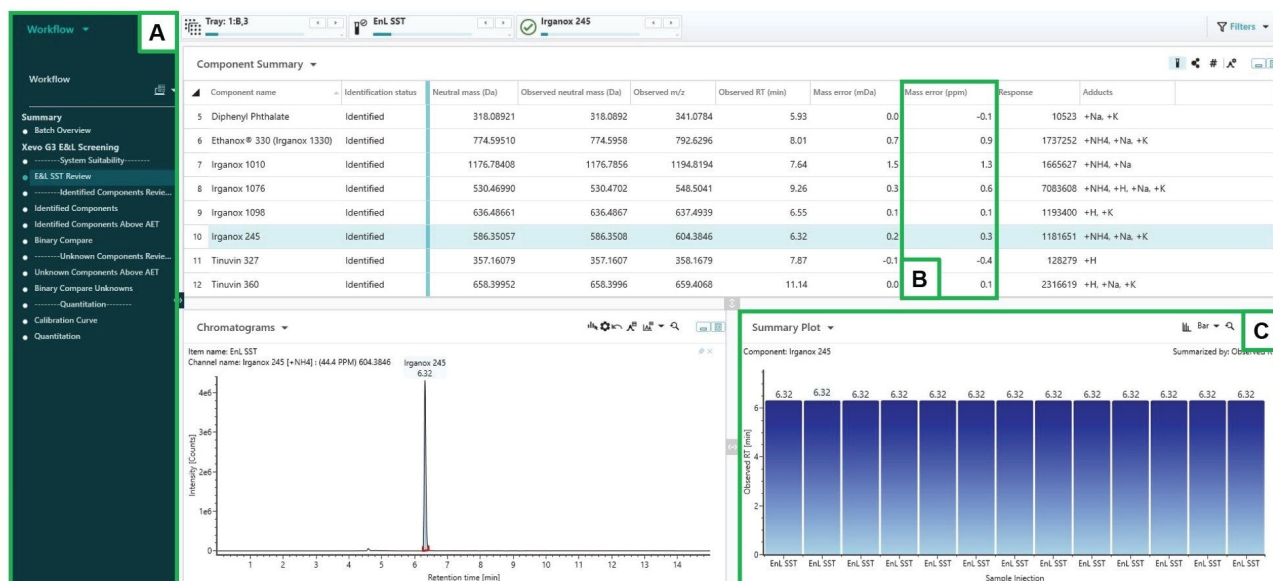 Workflow
A
Workflow
Summary
Batch Overview
Xevo G3 E&L Screening
--------System Suitability--------
E&L SST Review
--------Identified Components Revie...
Identified Components
Identified Components Above AET
Binary Compare
--------Unknown Components Revie...
Unknown Components Above AET
Binary Compare Unknowns
--------Quantitation--------
Calibration Curve
Quantitation
Tray: 1:B,3 EnL SST Irganox 245 Filters
Component Summary
Component name Identification status Neutral mass (Da) Observed neutral mass (Da) Observed m/z Observed RT (min) Mass error (mDa) Mass error (ppm) Response Adducts
5 Diphenyl Phthalate Identified 318.08921 318.0892 341.0784 5.93 0.0 -0.1 10523 +Na, +K
6 Ethanox® 330 (Irganox 1330) Identified 774.59510 774.5958 792.6296 8.01 0.7 0.9 1737252 +NH4, +Na, +K
7 Irganox 1010 Identified 1176.78408 1176.7856 1194.8194 7.64 1.5 1.3 1665627 +NH4, +Na
8 Irganox 1076 Identified 530.46990 530.4702 548.5041 9.26 0.3 0.6 7083608 +NH4, +H, +Na, +K
9 Irganox 1098 Identified 636.48661 636.4867 637.4939 6.55 0.1 0.1 1193400 +H, +K
10 Irganox 245 Identified 586.35057 586.3508 604.3846 6.32 0.2 0.3 1181651 +NH4, +Na, +K
11 Tinuvin 327 Identified 357.16079 357.1607 358.1679 7.87 -0.1 -0.4 128279 +H
12 Tinuvin 360 Identified 658.39952 658.3996 659.4068 11.14 0.0 0.1 2316619 +H, +Na, +K
B
Chromatograms
Item name: EnL SST
Channel name: Irganox 245 [+NH4] : (44.4 PPM) 604.3846
Irganox 245
6.32
4e6
3e6
2e6
1e6
0
Intensity [Counts]
1 2 3 4 5 6 7 8 9 10 11 12 13 14
Retention time [min]
Summary Plot
Bar
C
Component: Irganox 245
Summarized by: Observed
6.32 6.32 6.32 6.32 6.32 6.32 6.32 6.32 6.32 6.32 6.32 6.32
6
4
2
0
Observed RT [min]
EnL SST EnL SST EnL SST EnL SST EnL SST EnL SST EnL SST EnL SST EnL SST EnL SST EnL SST EnL SST
Sample Injection